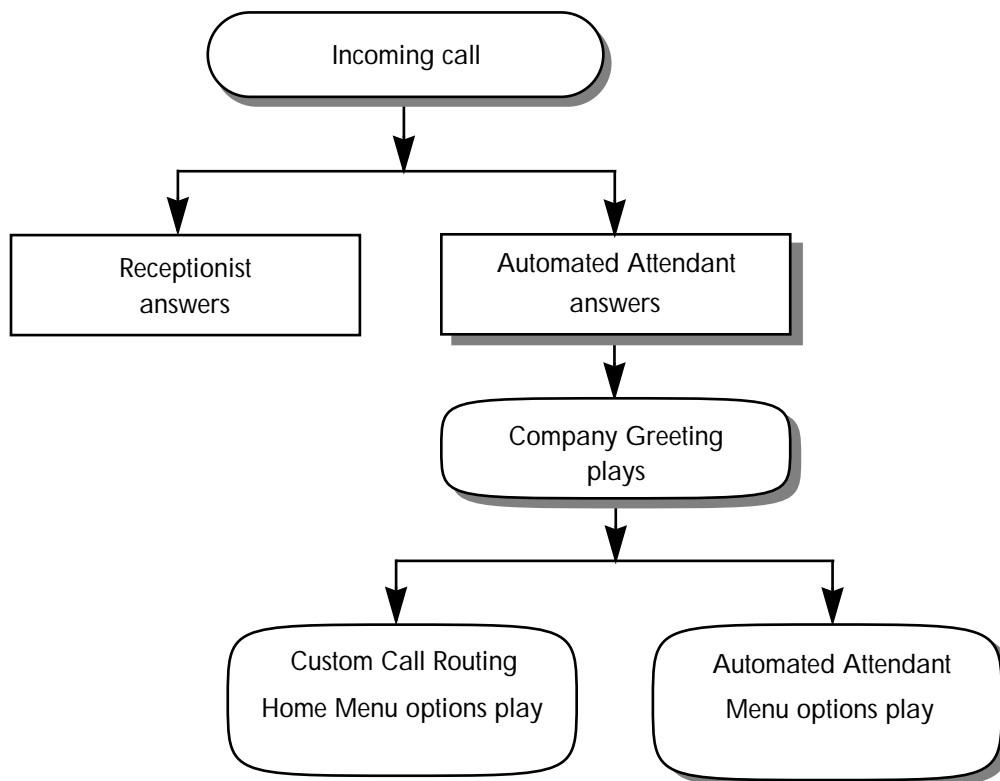 Incoming call
Receptionist
answers
Automated Attendant
answers
Company Greeting
plays
Custom Call Routing
Home Menu options play
Automated Attendant
Menu options play